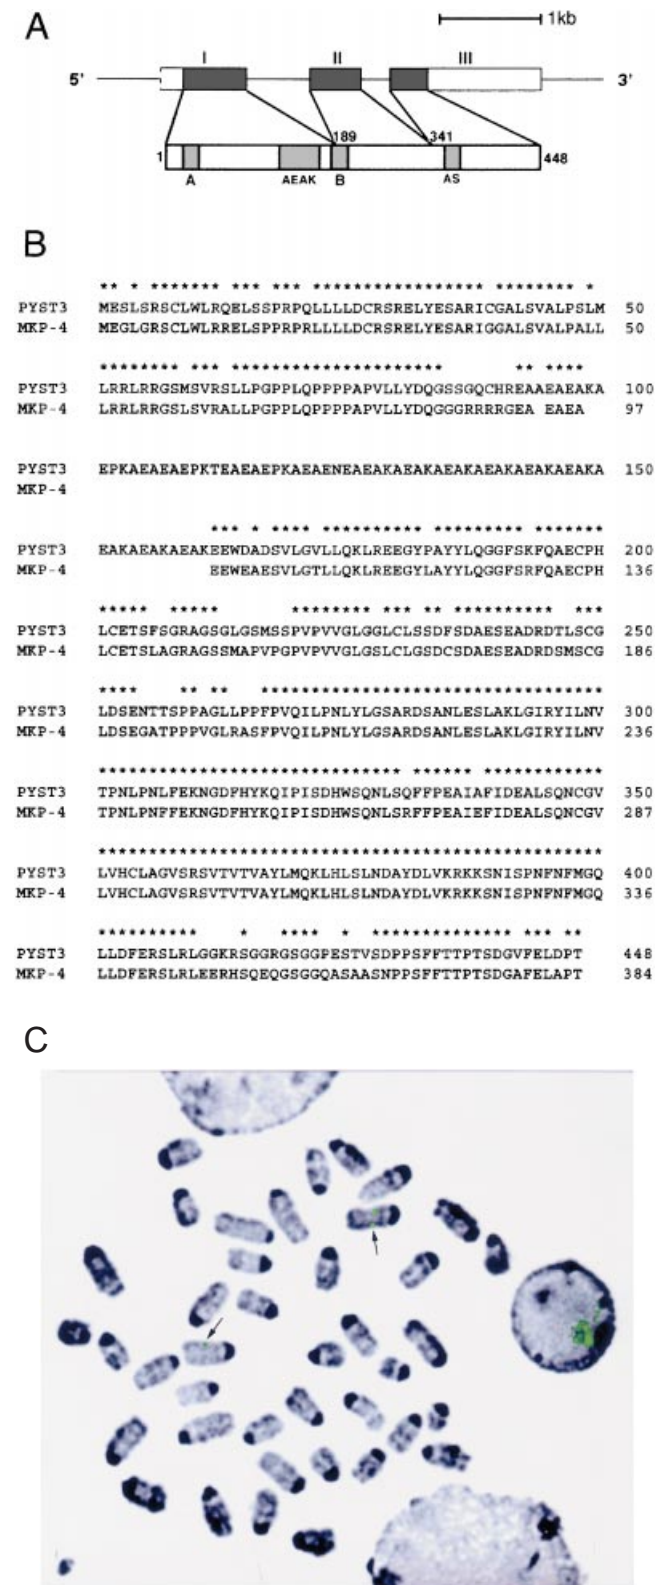 A
1kb
I II III
5' 3'
189 341
1 448
A AEAK B AS
B
** * ******* *** *** **************** ******** *
PYST3 MESLSRSCLWLRQELSSPRPQLLLLDCRSRELYESARICGALSVALPSLM 50
MKP-4 MEGLGRSCLWLRRELSPPRPRLLLLDCRSRELYESARIGGALSVALPALL 50
******** *** ******************** ** ****
PYST3 LRRLRRGSMSVRSLLPGPPLQPPPPAPVLLYDQGSSGQCHREAAEAEAKA 100
MKP-4 LRRLRRGSLSVRALLPGPPLQPPPPAPVLLYDQGGGRRRRGEA EAEA 97
PYST3 EPKAEAEAEPKTEAEAEPKAEAENEAEAKAEAKAEAKAEAKAEAKAEAKA 150
MKP-4
*** * **** ************* ********* *******
PYST3 EAKAEAKAEAKEEWDADSVLGVLLQKLREEGYPAYYLQGGFSKFQAECPH 200
MKP-4 EEWEAESVLGTLLQKLREEGYLAYYLQGGFSRFQAECPH 136
***** ***** ******** *** ** ********** ***
PYST3 LCETSFSGRAGSGLGSMSSPVPVVGLGGLCLSSDFSDAESEADRDTLSCG 250
MKP-4 LCETSLAGRAGSSMAPVPGPVPVVGLGSLCLGSDCSDAESEADRDSMSCG 186
**** ** ** **********************************
PYST3 LDSENTTSPPAGLLPPFPVQILPNLYLGSARDSANLESLAKLGIRYILNV 300
MKP-4 LDSEGATPPPVGLRASFPVQILPNLYLGSARDSANLESLAKLGIRYILNV 236
****************************** ****** ************
PYST3 TPNLPNLFEKNGDFHYKQIPISDHWSQNLSQFFPEAIAFIDEALSQNCGV 350
MKP-4 TPNLPNFFEKNGDFHYKQIPISDHWSQNLSRFFPEAIEFIDEALSQNCGV 287
**************************************************
PYST3 LVHCLAGVSRSVTVTVAYLMQKLHLSLNDAYDLVKRKKSNISPNFNFMGQ 400
MKP-4 LVHCLAGVSRSVTVTVAYLMQKLHLSLNDAYDLVKRKKSNISPNFNFMGQ 336
********** * **** * ************** *** **
PYST3 LLDFERSLRLGGKRSGGRGSGGPESTVSDPPSFFTTPTSDGVFELDPT 448
MKP-4 LLDFERSLRLEERHSQEQGSGGQASAASNPPSFFTTPTSDGAFELAPT 384
C